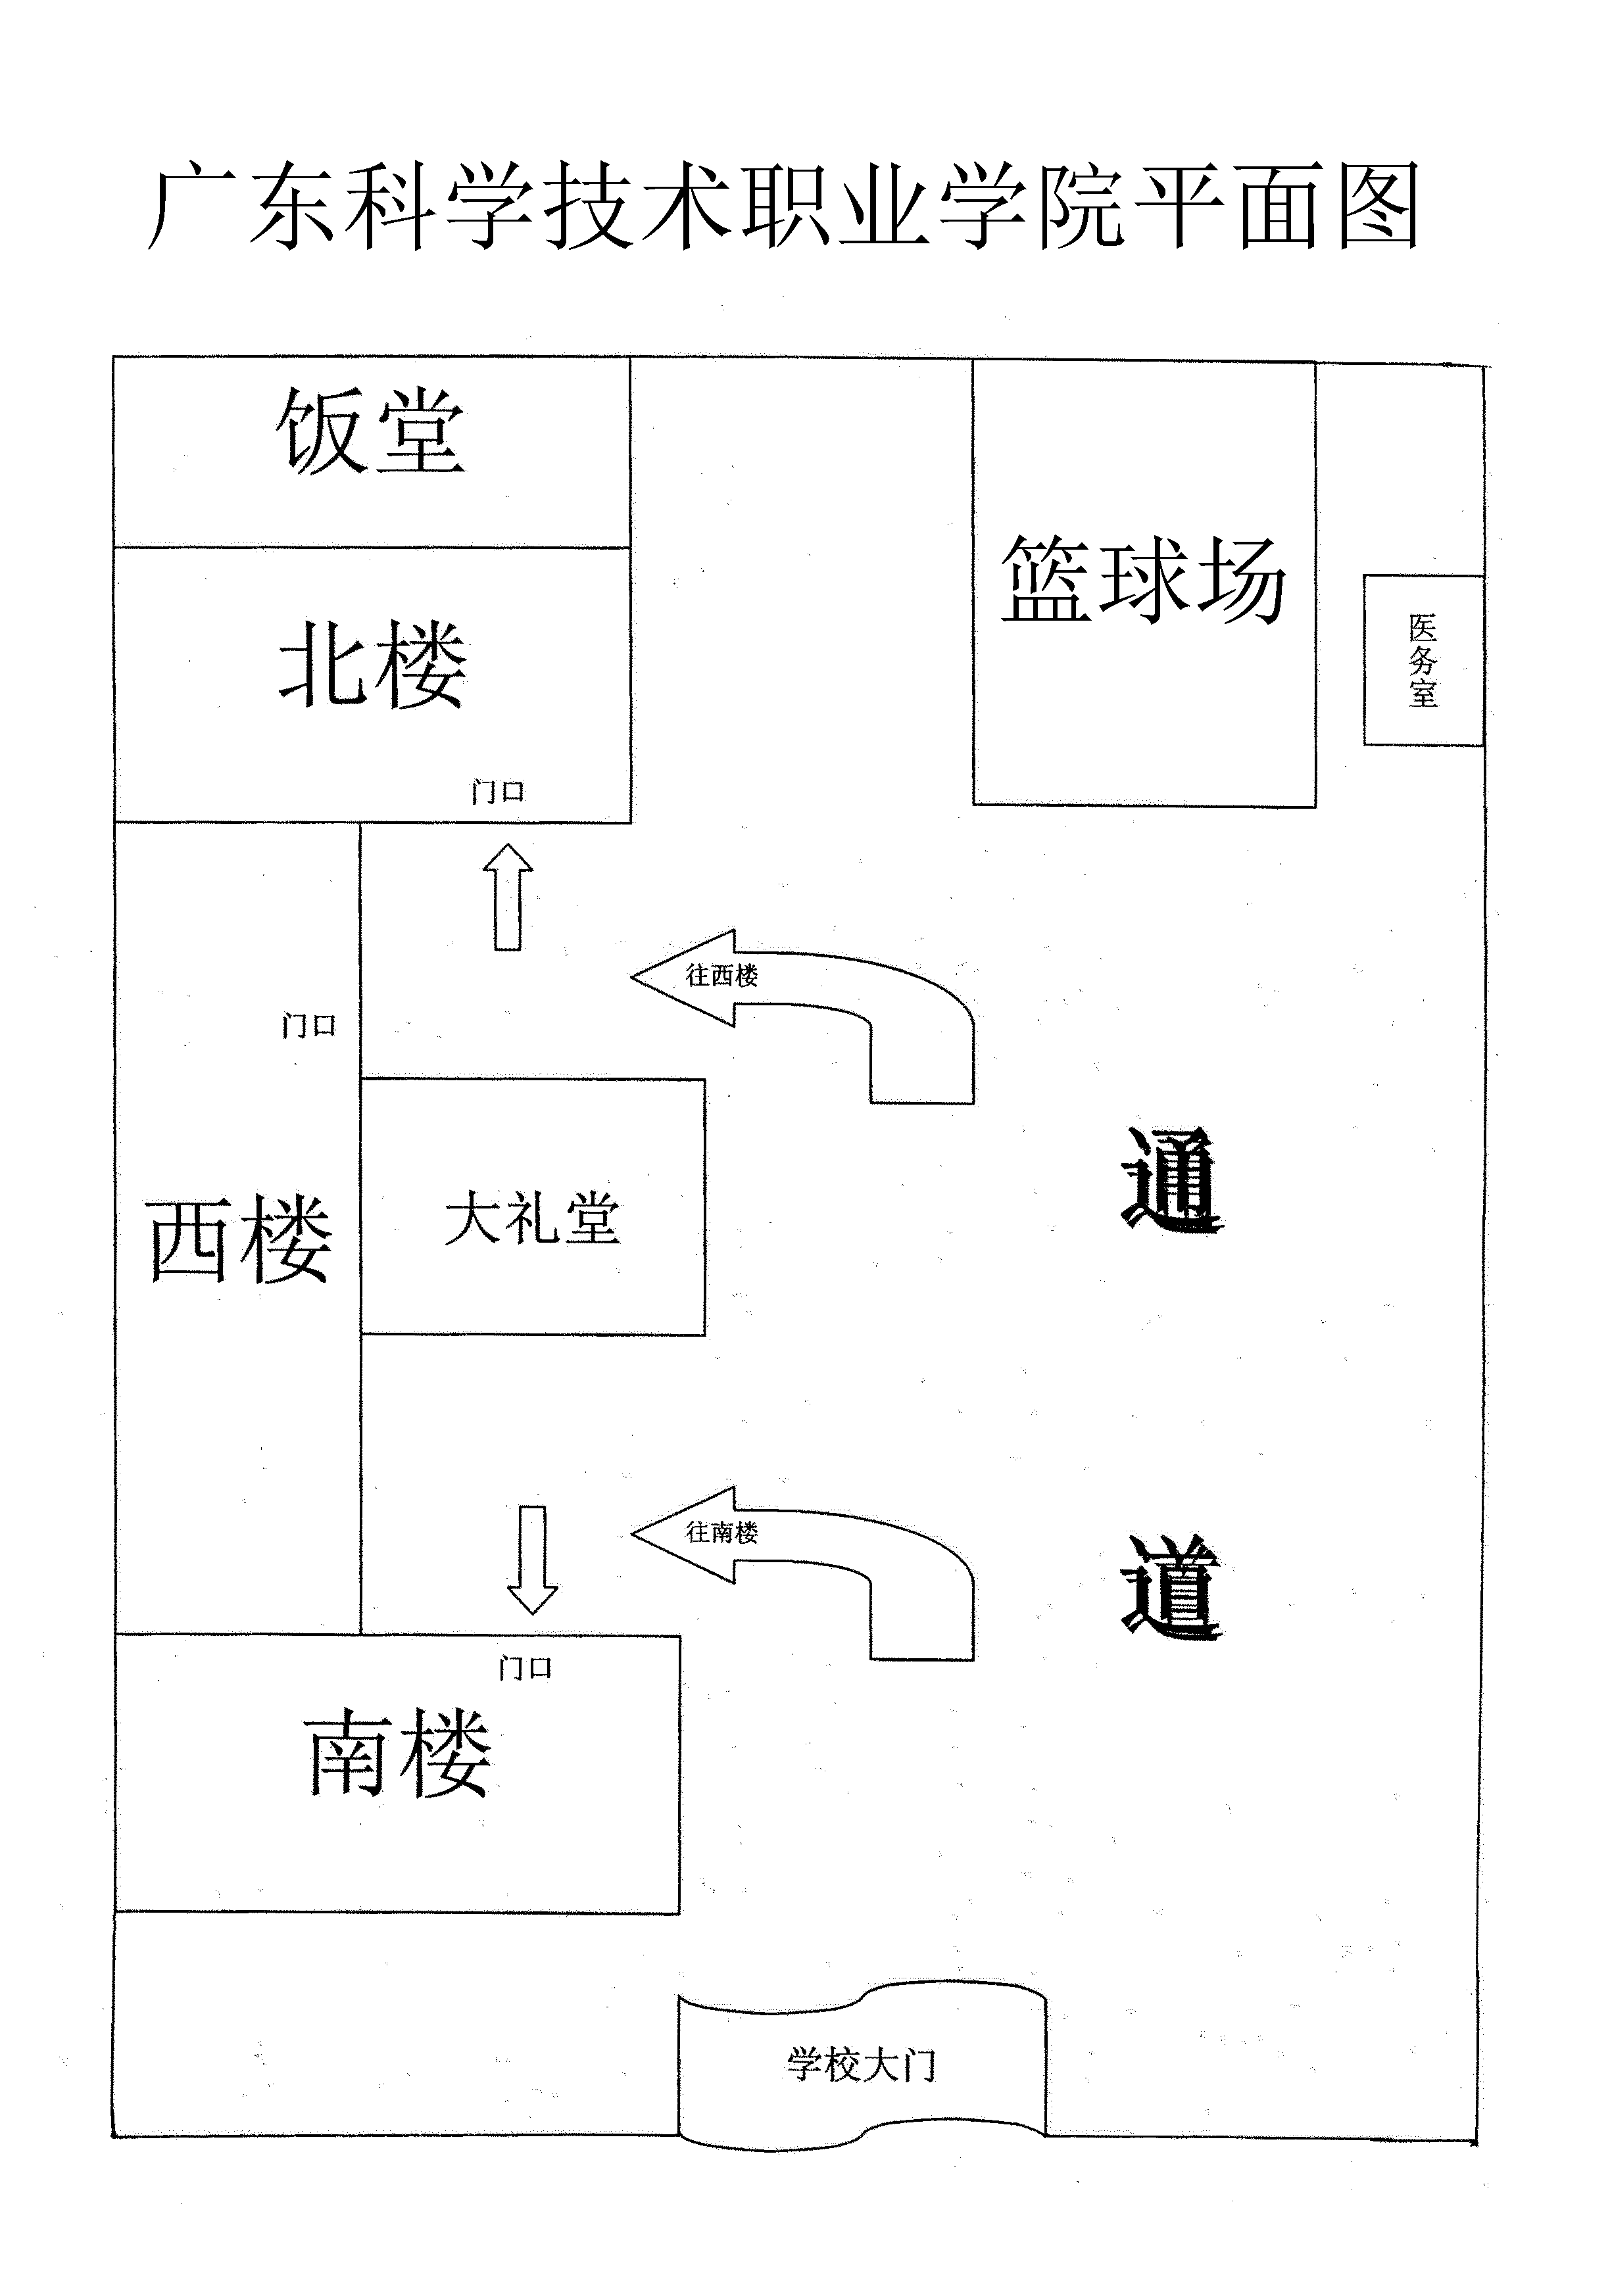 广东科学技术职业学院平面图
饭堂
篮球场
北楼
医务室
门口
往西楼
门口
通
西楼
大礼堂
往南楼
道
门口
南楼
学校大门